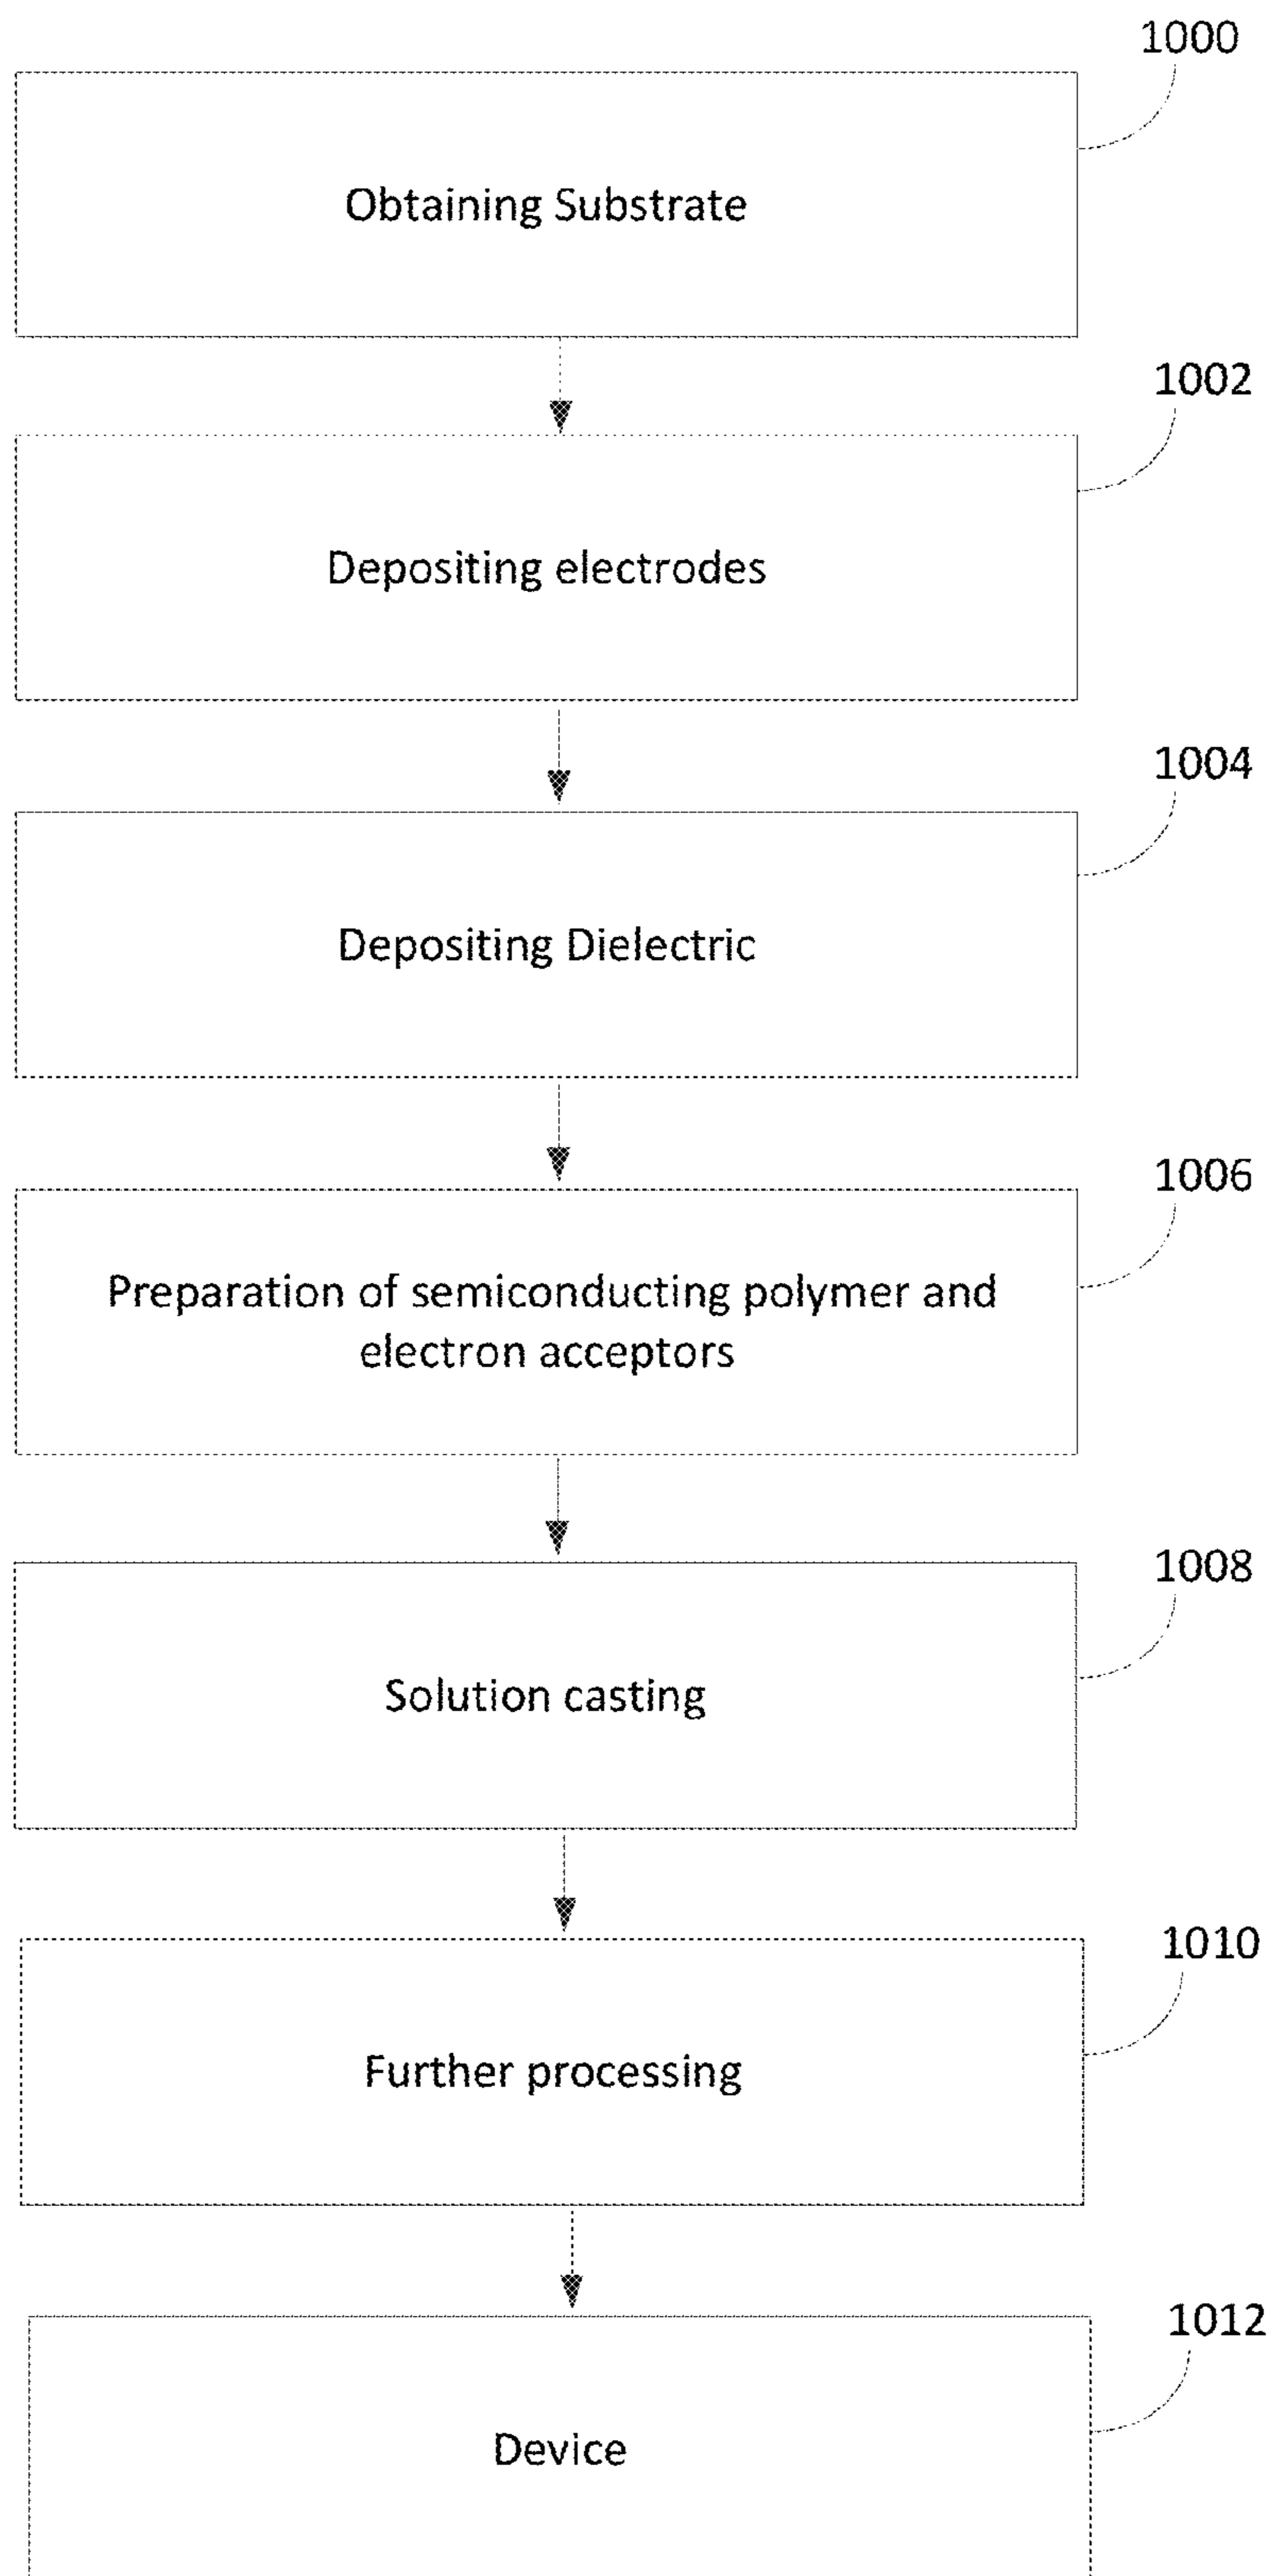 1000
Obtaining Substrate
1002
Depositing electrodes
1004
Depositing Dielectric
1006
Preparation of semiconducting polymer and
electron acceptors
1008
Solution casting
1010
Further processing
1012
Device